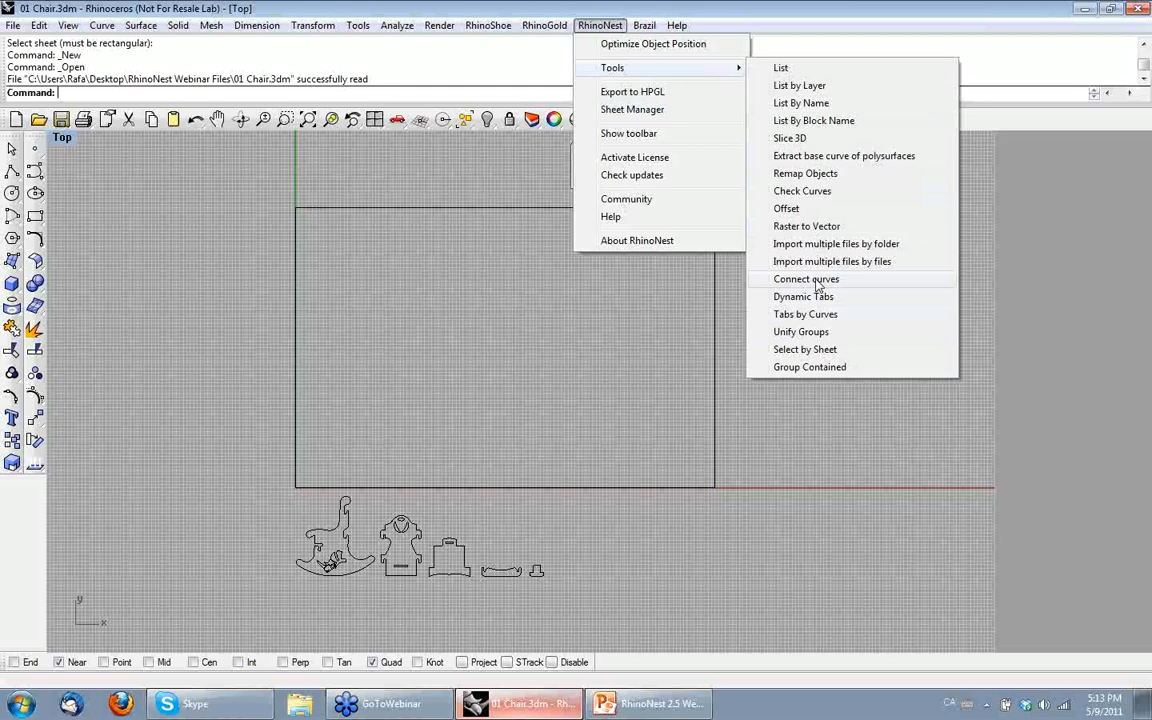 01 Chair.3dm - Rhinoceros (Not For Resale Lab) - [Top]
File Edit View Curve Surface Solid Mesh Dimension Transform Tools Analyze Render RhinoShoe RhinoGold RhinoNest Brazil Help
Select sheet (must be rectangular):
Command: _New
Command: _Open
File "C:\Users\Rafa\Desktop\RhinoNest Webinar Files\01 Chair.3dm" successfully read
Command:
Top
Optimize Object Position
Tools
Export to HPGL
Sheet Manager
Show toolbar
Activate License
Check updates
Community
Help
About RhinoNest
List
List by Layer
List By Name
List By Block Name
Slice 3D
Extract base curve of polysurfaces
Remap Objects
Check Curves
Offset
Raster to Vector
Import multiple files by folder
Import multiple files by files
Connect curves
Dynamic Tabs
Tabs by Curves
Unify Groups
Select by Sheet
Group Contained
y
x
End Near Point Mid Cen Int Perp Tan Quad Knot Project STrack Disable
Skype GoToWebinar 01 Chair.3dm - Rh... RhinoNest 2.5 We... CA 5:13 PM
5/9/2011